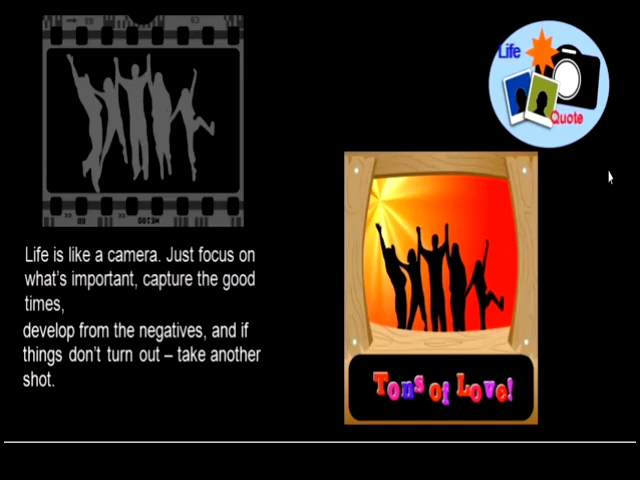 Life
Quote
Life is like a camera. Just focus on
what's important, capture the good
times,
develop from the negatives, and if
things don't turn out – take another
shot.
Tons of Love!